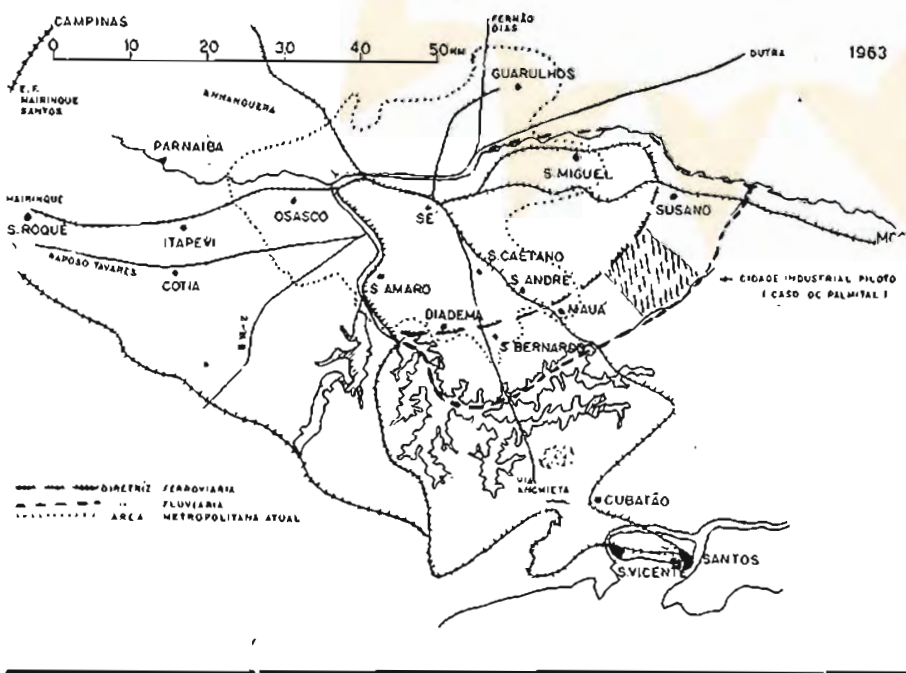 CAMPINAS
0 10 20 30 40 50 KM
FERNÃO
DIAS
DUTRA
1963
GUARULHOS
E.F.
MAIRINQUE
SANTOS
ANHANGUERA
PARNAIBA
S. MIGUEL
MAIRINQUE
S. ROQUE
OSASCO
SÉ
SUSANO
ITAPEVI
RAPOSO TAVARES
COTIA
S. CAETANO
S. AMARO
S. ANDRÉ
CIDADE INDUSTRIAL PILOTO
( CASO DE PALMITAL )
MAUA
DIADEMA
S. BERNARDO
DIRETRIZ FERROVIARIA
" FLUVIARIA
AREA METROPOLITANA ATUAL
VIA
ANCHIETA
CUBATÃO
SANTOS
S. VICENTE